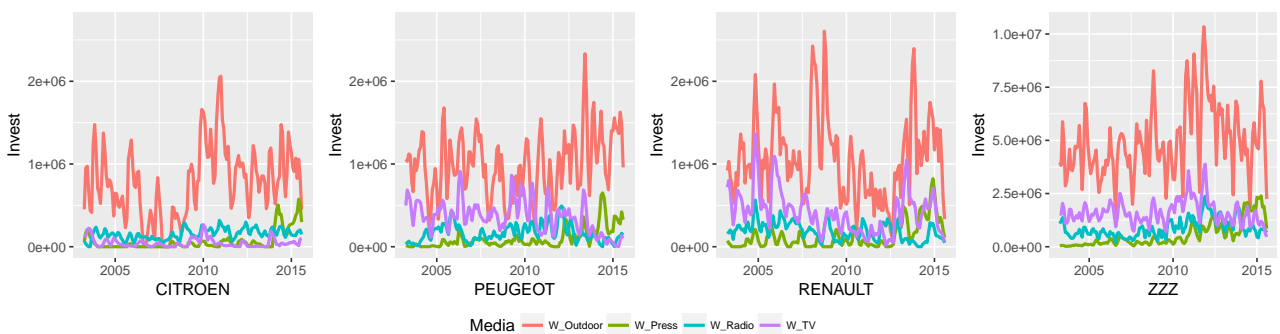 Invest
2e+06
1e+06
0e+00
2005 2010 2015
CITROEN
Invest
2e+06
1e+06
0e+00
2005 2010 2015
PEUGEOT
Invest
2e+06
1e+06
0e+00
2005 2010 2015
RENAULT
Invest
1.0e+07
7.5e+06
5.0e+06
2.5e+06
0.0e+00
2005 2010 2015
ZZZ
Media W_Outdoor W_Press W_Radio W_TV